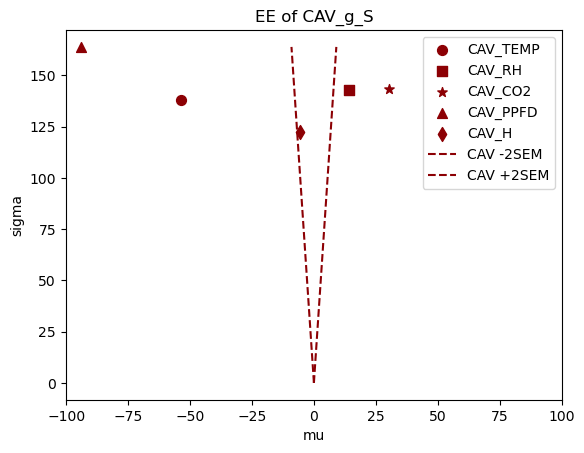 EE of CAV_g_S
CAV_TEMP
CAV_RH
CAV_CO2
CAV_PPFD
CAV_H
CAV -2SEM
CAV +2SEM
sigma
150
125
100
75
50
25
0
−100
−75
−50
−25
0
25
50
75
100
mu